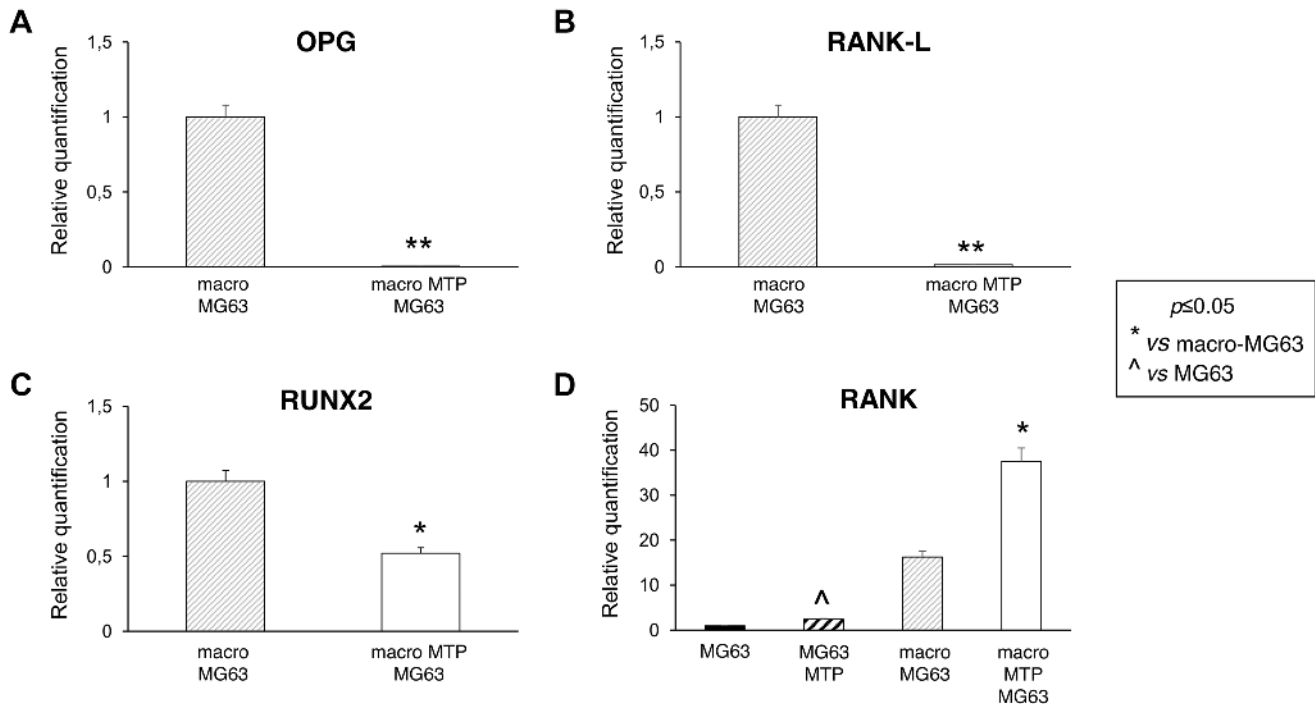 A
OPG
Relative quantification
1,5
1
0,5
0
**
macro
MG63
macro MTP
MG63
B
RANK-L
Relative quantification
1,5
1
0,5
0
**
macro
MG63
macro MTP
MG63
p≤0.05
* vs macro-MG63
^ vs MG63
C
RUNX2
Relative quantification
1,5
1
0,5
0
*
macro
MG63
macro MTP
MG63
D
RANK
Relative quantification
50
40
30
20
10
0
^
*
MG63
MG63
MTP
macro
MG63
macro
MTP
MG63